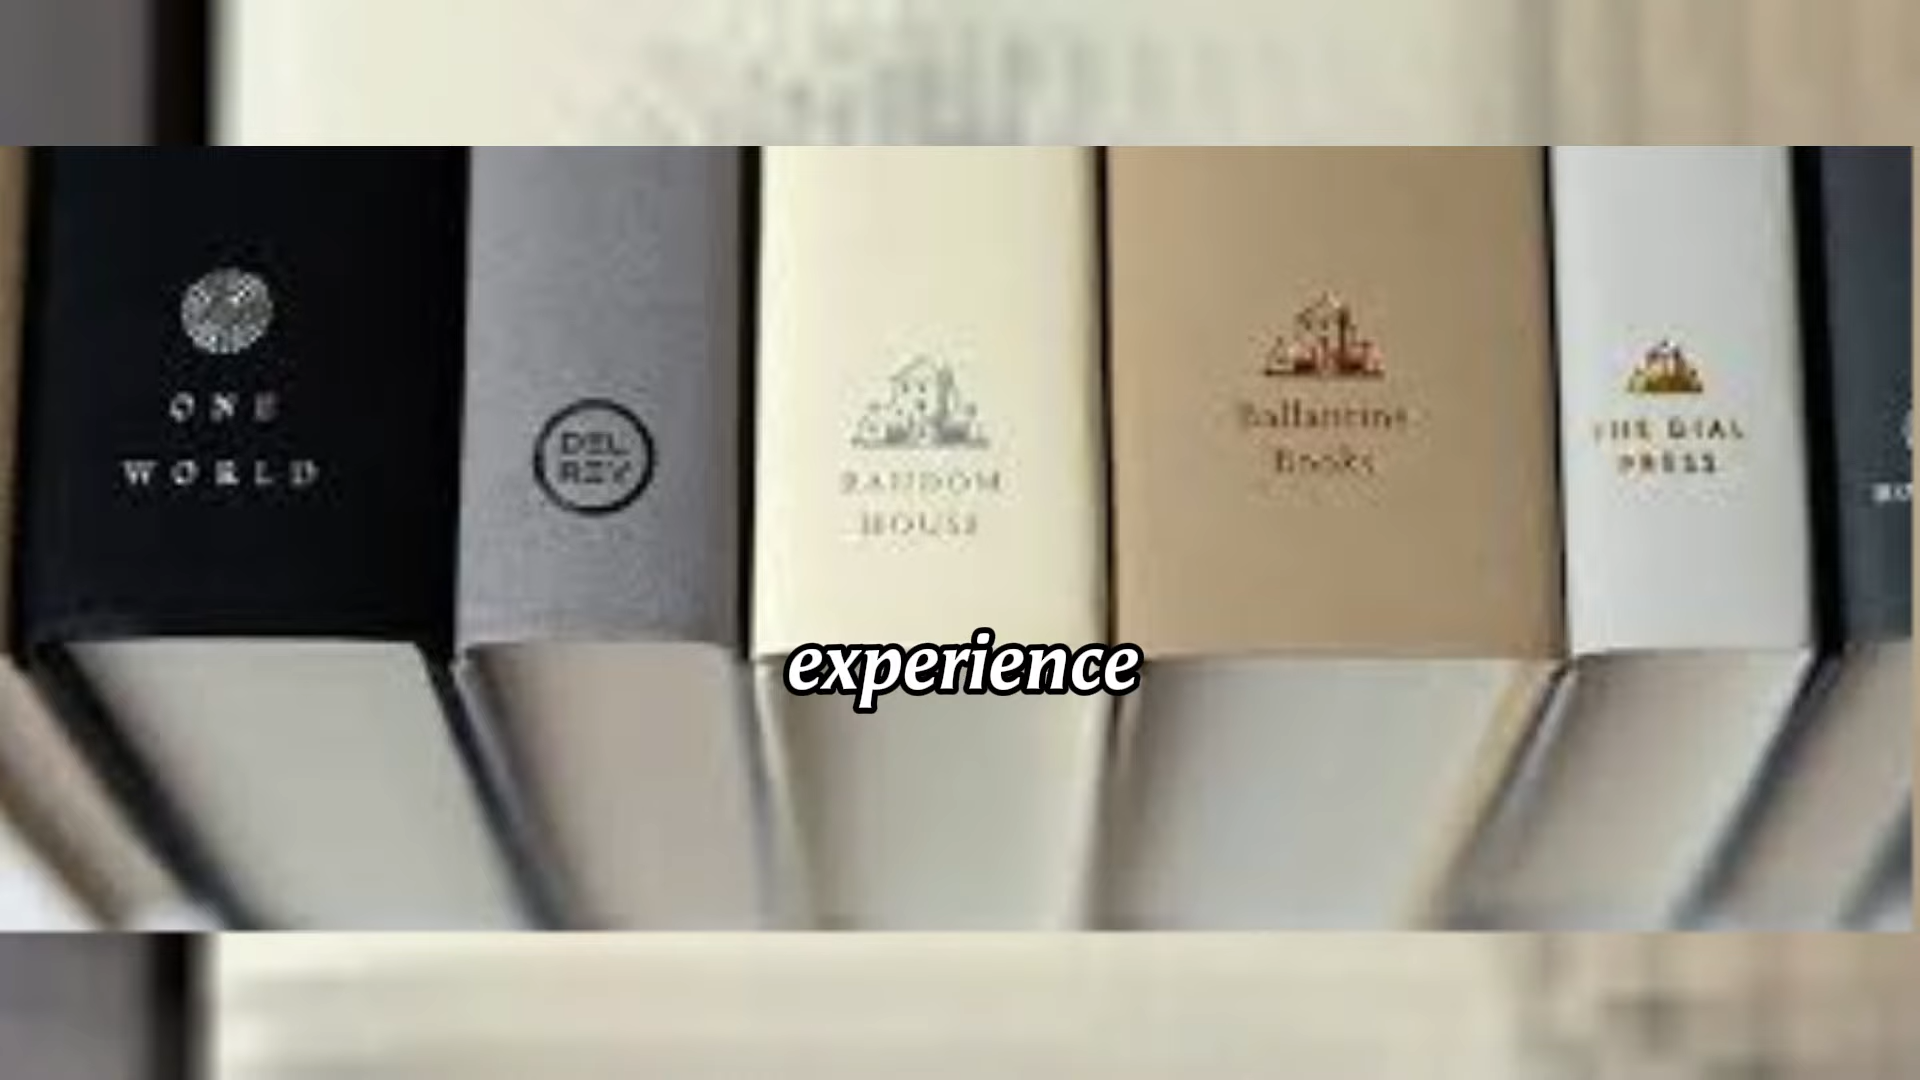 ONE
WORLD
DEL
REY
RANDOM
HOUSE
Ballantine
Books
THE DIAL
PRESS
experience